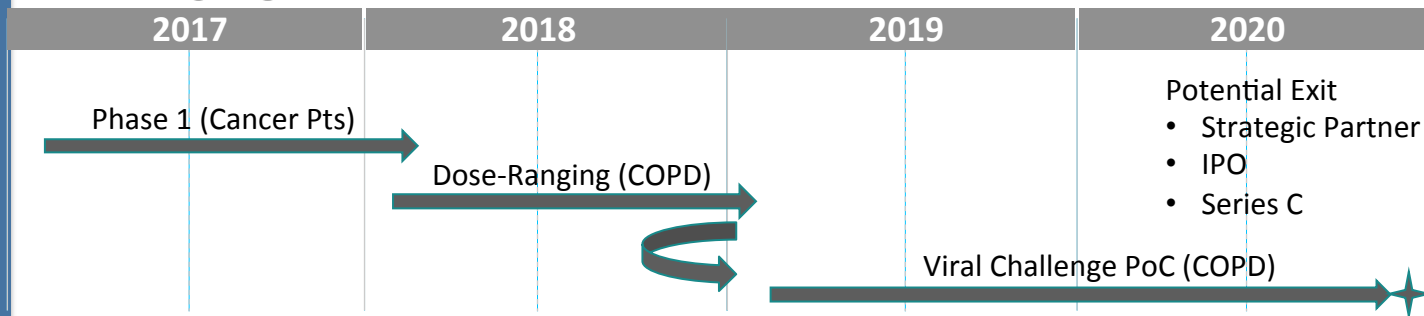 2017 2018 2019 2020
Phase 1 (Cancer Pts)
Dose-Ranging (COPD)
Potential Exit
• Strategic Partner
• IPO
• Series C
Viral Challenge PoC (COPD)